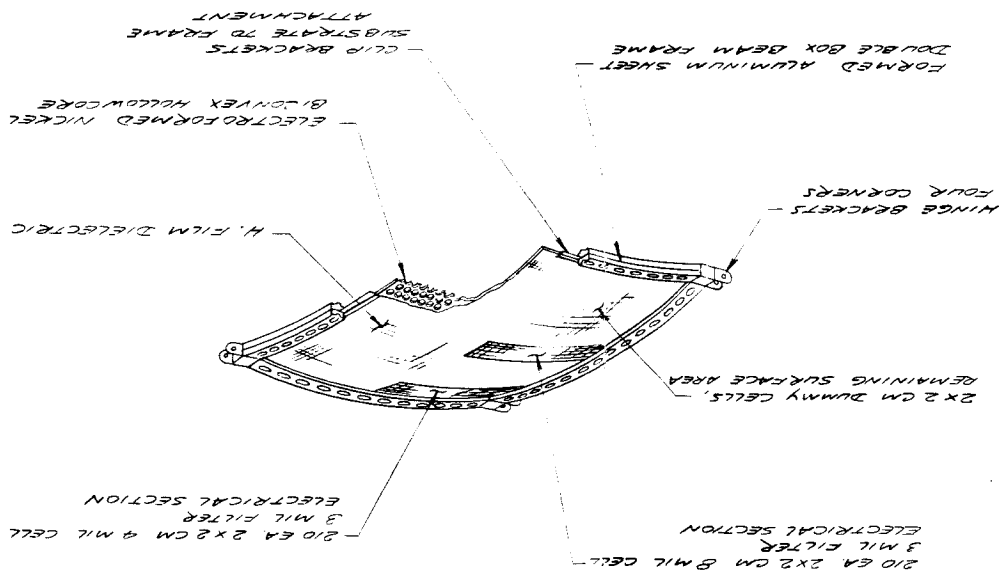 210 EA 2X2 CM 8 MIL CELL
3 MIL FILTER
ELECTRICAL SECTION
210 EA 2X2 CM 4 MIL CELL
3 MIL FILTER
ELECTRICAL SECTION
2X2 CM DUMMY CELLS,
REMAINING SURFACE AREA
HINGE BRACKETS
FOUR CORNERS
H. FILM DIELECTRIC
ELECTROFORMED NICKEL
BICONVEX HOLLOWCORE
FORMED ALUMINUM SHEET
DOUBLE BOX BEAM FRAME
CLIP BRACKETS
SUBSTRATE TO FRAME
ATTACHMENT